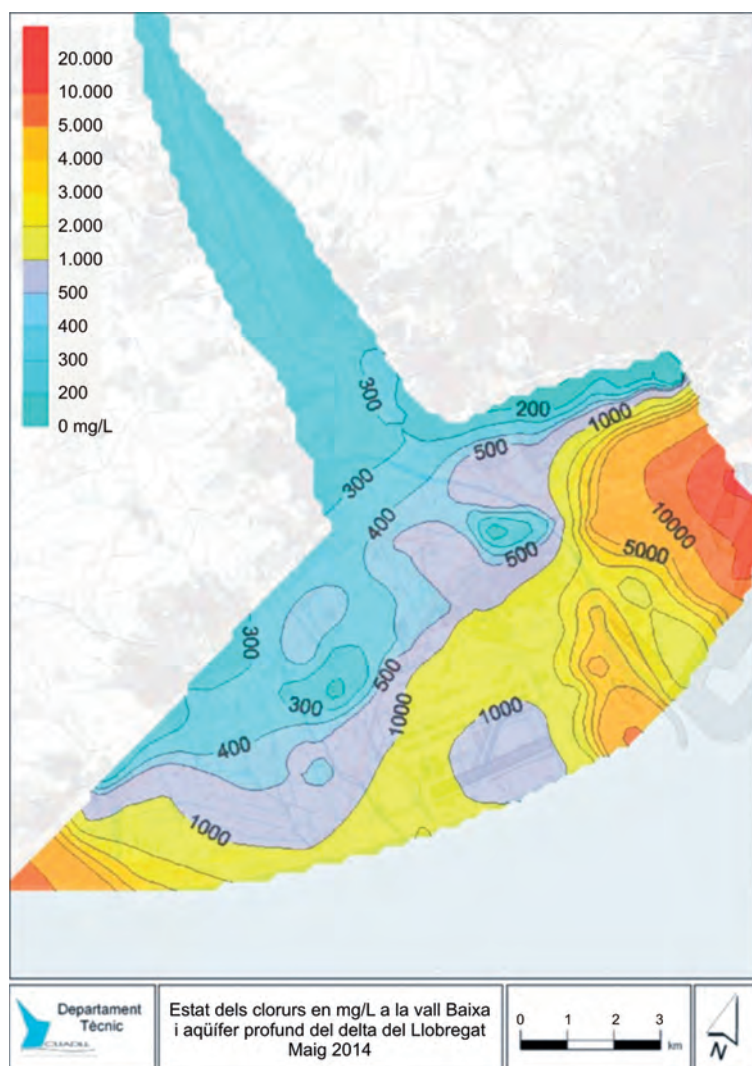 20.000
10.000
5.000
4.000
3.000
2.000
1.000
500
400
300
200
0 mg/L
300
200
1000
500
300
400
10000
500
5000
300
500
300
1000
1000
400
1000
Departament
Tècnic
CUADLL
Estat dels clorurs en mg/L a la vall Baixa
i aqüífer profund del delta del Llobregat
Maig 2014
0 1 2 3
km
N